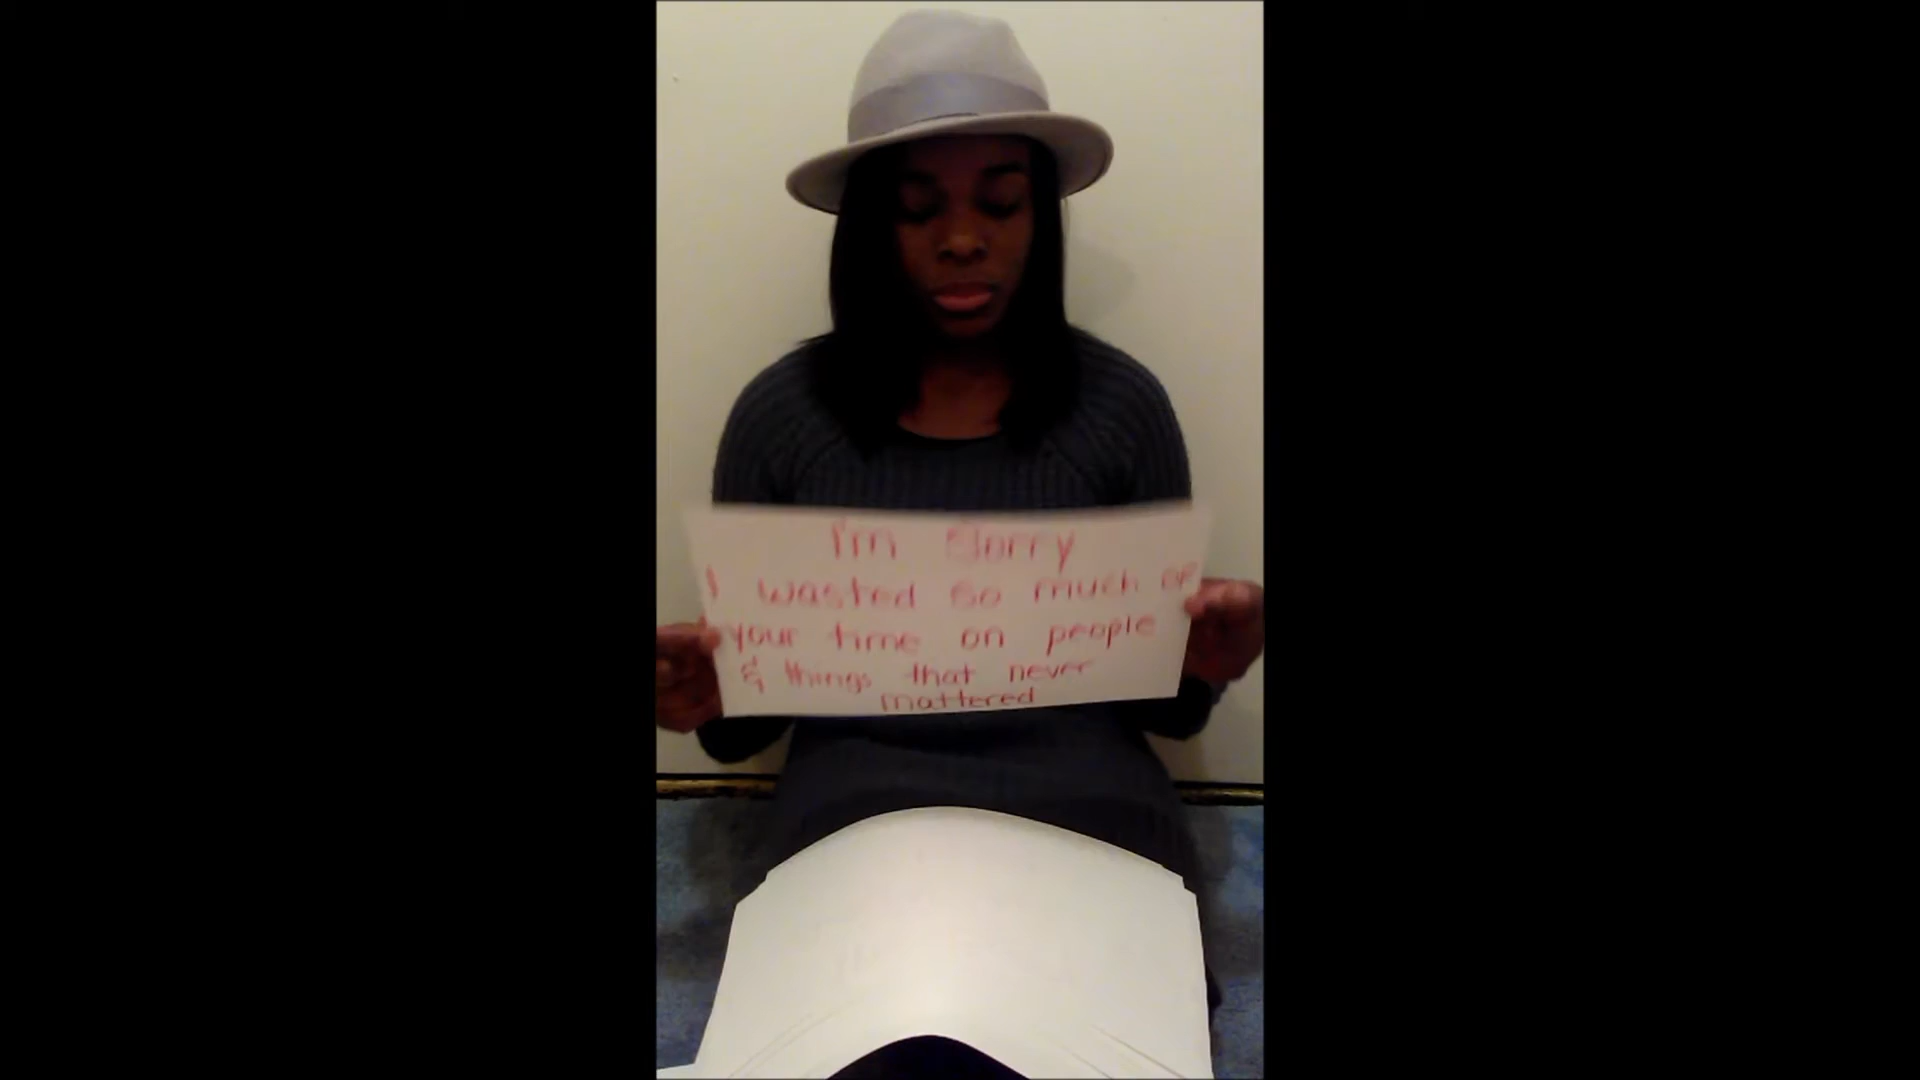 I'm Sorry
I wasted so much of
your time on people
& things that never
mattered